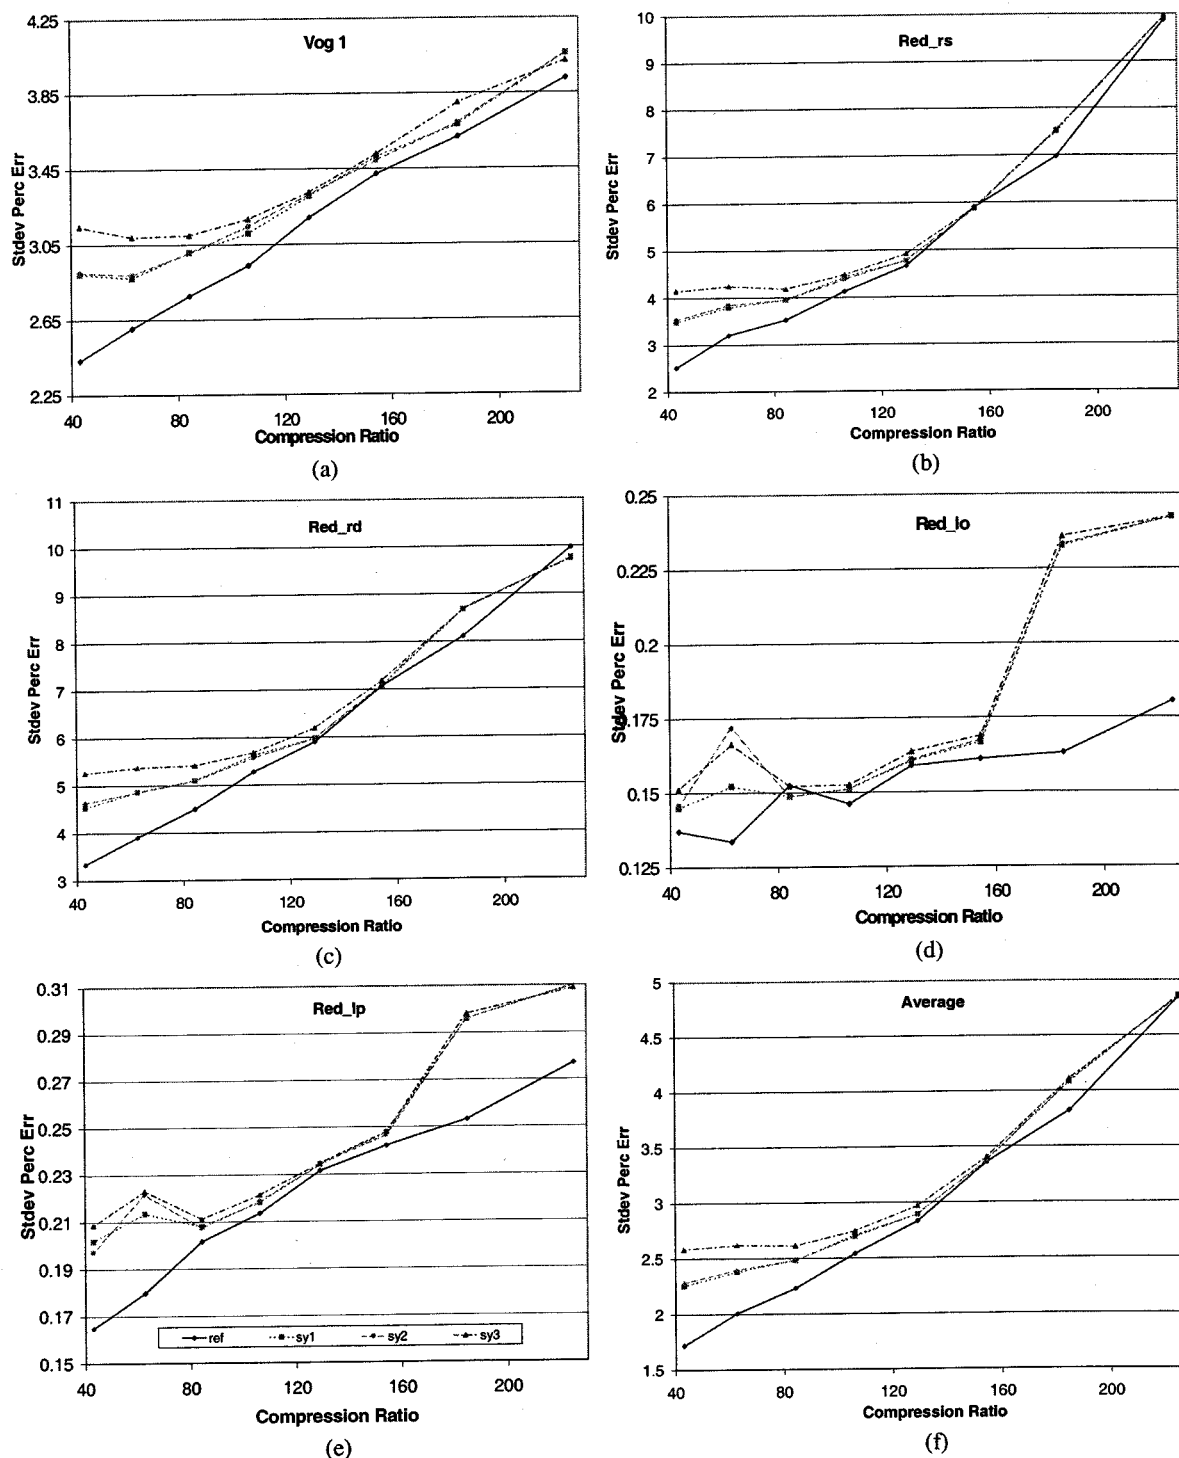 Vog 1
Stdev Perc Err
4.25
3.85
3.45
3.05
2.65
2.25
40 80 120 160 200
Compression Ratio
(a)
Red_rs
Stdev Perc Err
10
9
8
7
6
5
4
3
2
40 80 120 160 200
Compression Ratio
(b)
Red_rd
Stdev Perc Err
11
10
9
8
7
6
5
4
3
40 80 120 160 200
Compression Ratio
(c)
Red_lo
Stdev Perc Err
0.25
0.225
0.2
0.175
0.15
0.125
40 80 120 160 200
Compression Ratio
(d)
Red_lp
Stdev Perc Err
0.31
0.29
0.27
0.25
0.23
0.21
0.19
0.17
0.15
ref sy1 sy2 sy3
40 80 120 160 200
Compression Ratio
(e)
Average
Stdev Perc Err
5
4.5
4
3.5
3
2.5
2
1.5
40 80 120 160 200
Compression Ratio
(f)